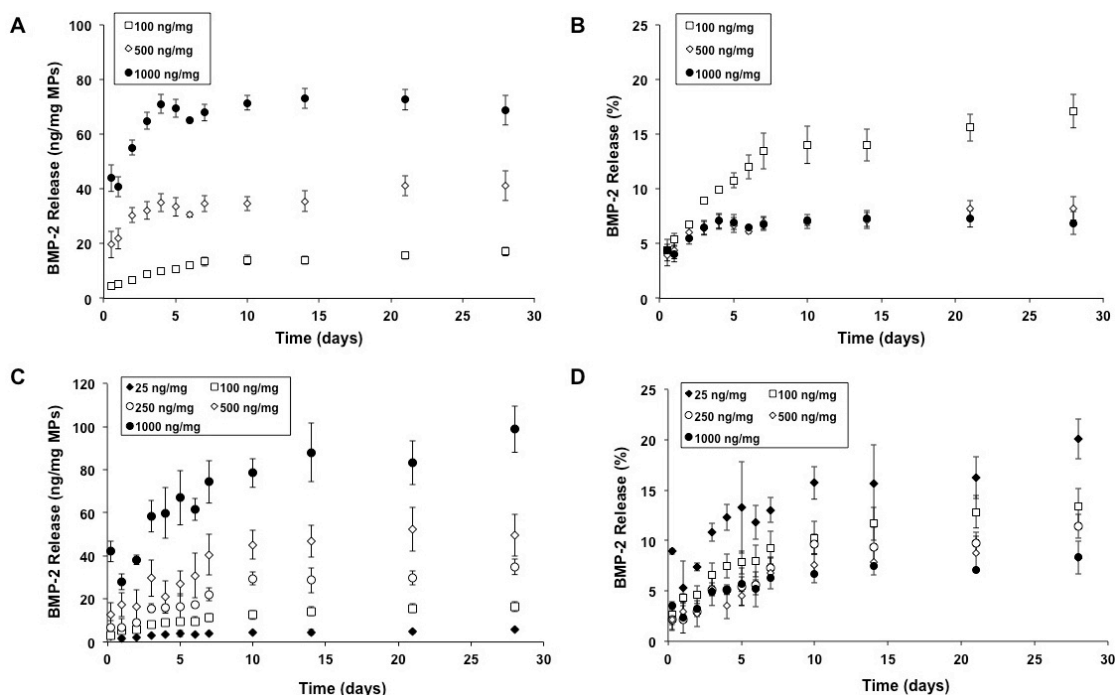 A
BMP-2 Release (ng/mg MPs)
100
80
60
40
20
0
100 ng/mg
500 ng/mg
1000 ng/mg
0 5 10 15 20 25 30
Time (days)
B
BMP-2 Release (%)
25
20
15
10
5
0
100 ng/mg
500 ng/mg
1000 ng/mg
0 5 10 15 20 25 30
Time (days)
C
BMP-2 Release (ng/mg MPs)
120
100
80
60
40
20
0
25 ng/mg 100 ng/mg
250 ng/mg 500 ng/mg
1000 ng/mg
0 5 10 15 20 25 30
Time (days)
D
BMP-2 Release (%)
25
20
15
10
5
0
25 ng/mg 100 ng/mg
250 ng/mg 500 ng/mg
1000 ng/mg
0 5 10 15 20 25 30
Time (days)